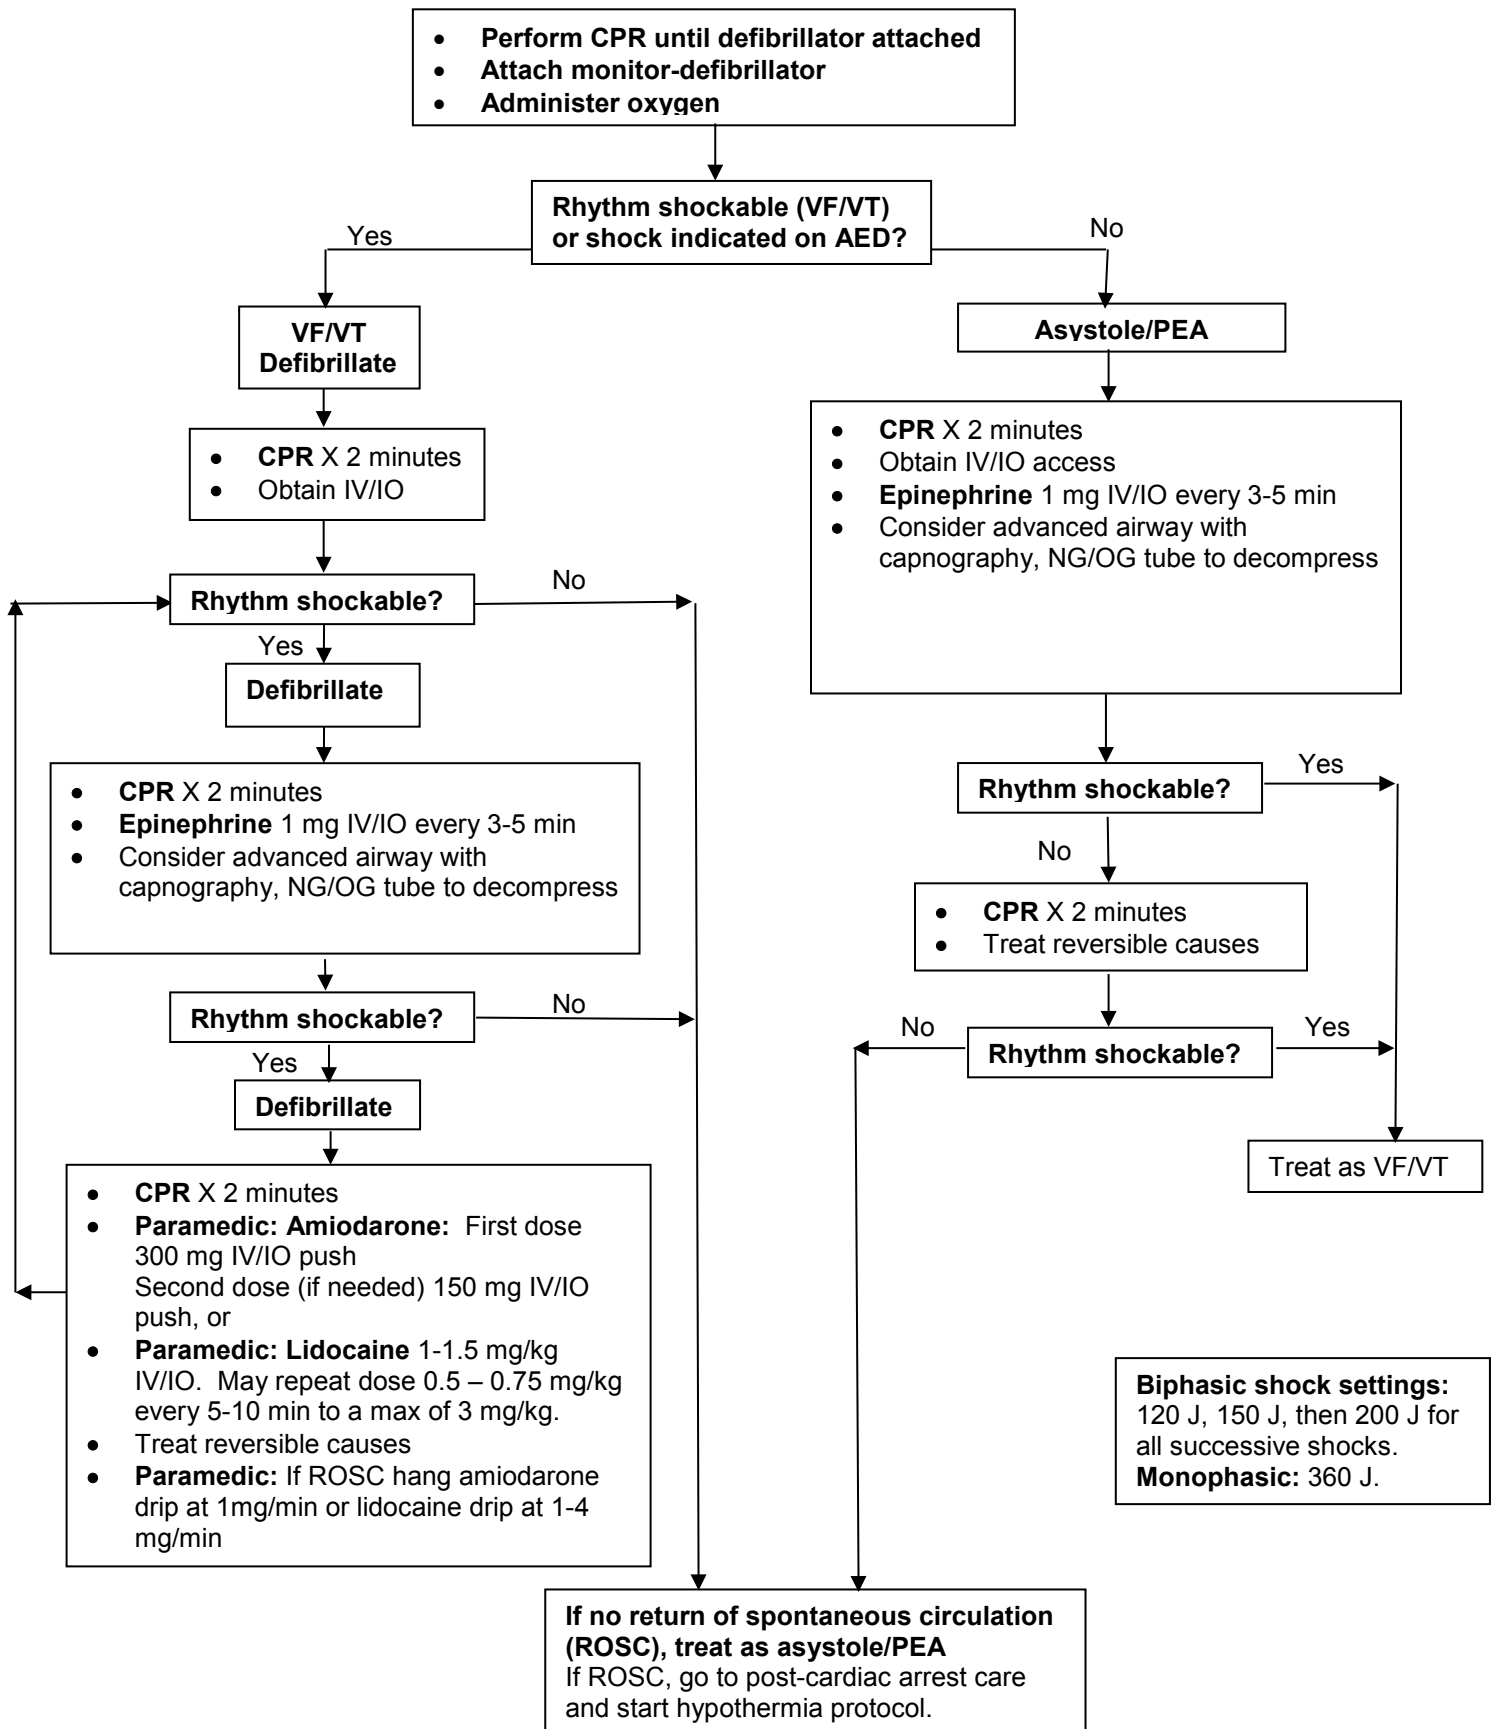 • Perform CPR until defibrillator attached
• Attach monitor-defibrillator
• Administer oxygen
Rhythm shockable (VF/VT)
or shock indicated on AED?
Yes
No
VF/VT
Defibrillate
• CPR X 2 minutes
• Obtain IV/IO
Rhythm shockable?
No
Yes
Defibrillate
• CPR X 2 minutes
• Epinephrine 1 mg IV/IO every 3-5 min
• Consider advanced airway with
capnography, NG/OG tube to decompress
Rhythm shockable?
No
Yes
Defibrillate
• CPR X 2 minutes
• Paramedic: Amiodarone: First dose
300 mg IV/IO push
Second dose (if needed) 150 mg IV/IO
push, or
• Paramedic: Lidocaine 1-1.5 mg/kg
IV/IO. May repeat dose 0.5 – 0.75 mg/kg
every 5-10 min to a max of 3 mg/kg.
• Treat reversible causes
• Paramedic: If ROSC hang amiodarone
drip at 1mg/min or lidocaine drip at 1-4
mg/min
Asystole/PEA
• CPR X 2 minutes
• Obtain IV/IO access
• Epinephrine 1 mg IV/IO every 3-5 min
• Consider advanced airway with
capnography, NG/OG tube to decompress
Rhythm shockable?
Yes
No
• CPR X 2 minutes
• Treat reversible causes
No
Rhythm shockable?
Yes
Treat as VF/VT
Biphasic shock settings:
120 J, 150 J, then 200 J for
all successive shocks.
Monophasic: 360 J.
If no return of spontaneous circulation
(ROSC), treat as asystole/PEA
If ROSC, go to post-cardiac arrest care
and start hypothermia protocol.